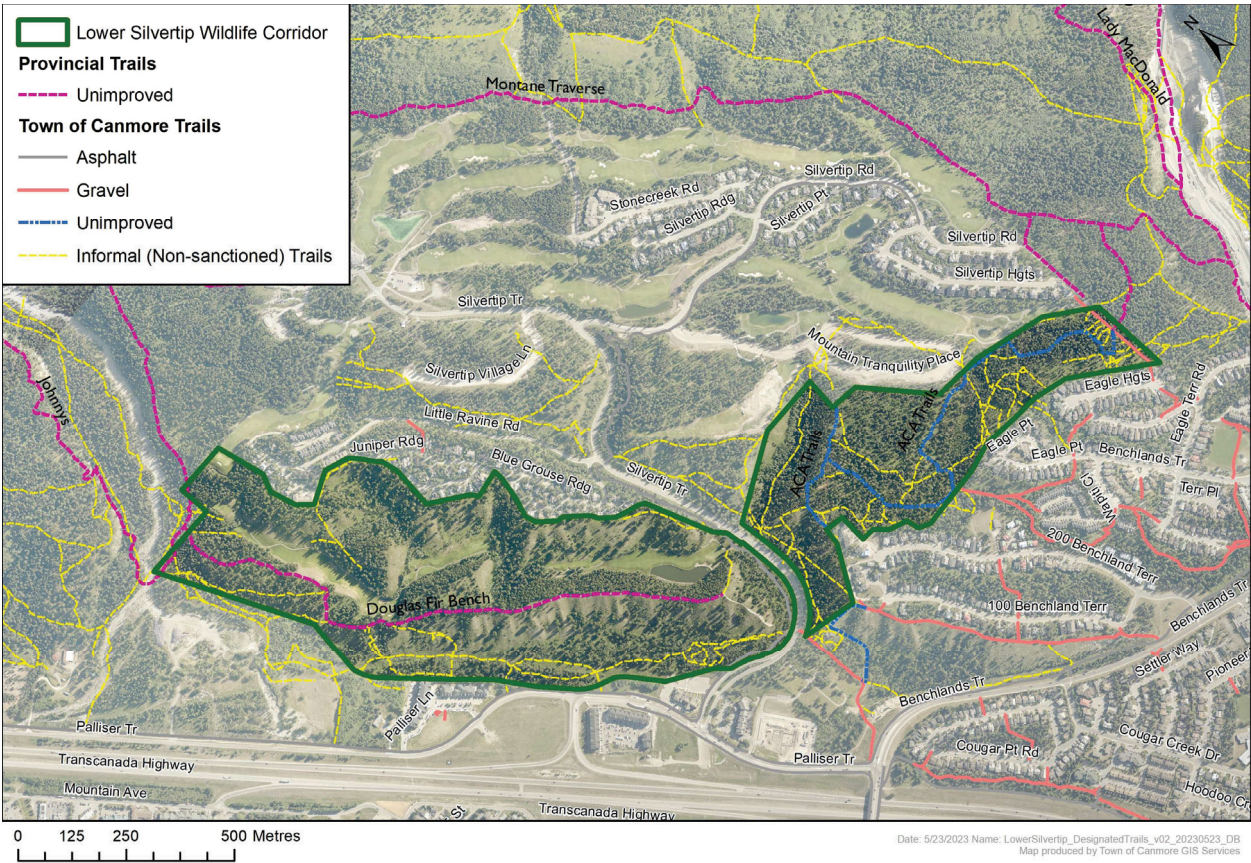 Lower Silvertip Wildlife Corridor
Provincial Trails
Unimproved
Town of Canmore Trails
Asphalt
Gravel
Unimproved
Informal (Non-sanctioned) Trails
N
Lady MacDonald
Montane Traverse
Silvertip Rd
Stonecreek Rd
Silvertip Rdg
Silvertip Pt
Silvertip Rd
Silvertip Hgts
Silvertip Tr
Mountain Tranquility Place
Silvertip Village Ln
Eagle Hgts
Eagle Terr Rd
Johnnys
Little Ravine Rd
ACA Trails
ACA Trails
Juniper Rdg
Eagle Pt
Eagle Pt
Benchlands Tr
Blue Grouse Rdg
Silvertip Tr
Wapiti Cl
Terr Pl
200 Benchland Terr
Douglas Fir Bench
100 Benchland Terr
Benchlands Tr
Settler Way
Pioneer
Benchlands Tr
Palliser Ln
Palliser Tr
Palliser Tr
Cougar Pt Rd
Cougar Creek Dr
Transcanada Highway
Mountain Ave
Hoodoo Cr
St
Transcanada Highway
0 125 250 500 Metres
Date: 5/23/2023 Name: LowerSilvertip_DesignatedTrails_v02_20230523_DB
Map produced by Town of Canmore GIS Services